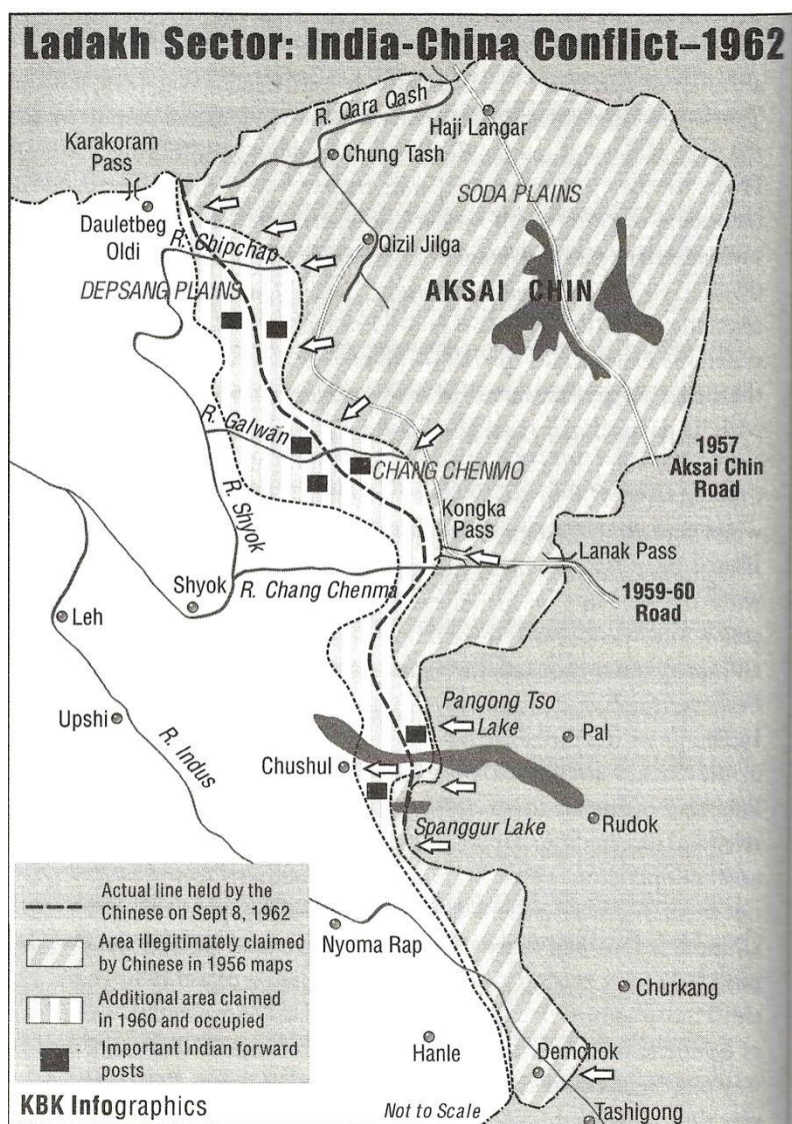 Ladakh Sector: India-China Conflict–1962
R. Qara Qash
Haji Langar
Karakoram
Pass
Chung Tash
SODA PLAINS
Dauletbeg
Oldi
R. Chipchap
Qizil Jilga
DEPSANG PLAINS
AKSAI CHIN
R. Galwan
CHANG CHENMO
1957
Aksai Chin
Road
R. Shyok
Kongka
Pass
Lanak Pass
Shyok
R. Chang Chenma
1959-60
Road
Leh
Upshi
R. Indus
Pangong Tso
Lake
Pal
Chushul
Spanggur Lake
Rudok
Actual line held by the
Chinese on Sept 8, 1962
Area illegitimately claimed
by Chinese in 1956 maps
Additional area claimed
in 1960 and occupied
Important Indian forward
posts
Nyoma Rap
Churkang
Hanle
Demchok
KBK Infographics
Not to Scale
Tashigong